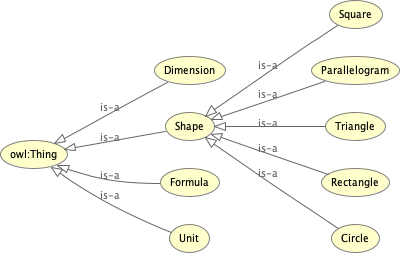 Square
is-a
Dimension
Parallelogram
is-a
is-a
Shape
is-a
Triangle
is-a
owl:Thing
is-a
is-a
Formula
Rectangle
is-a
is-a
Unit
Circle